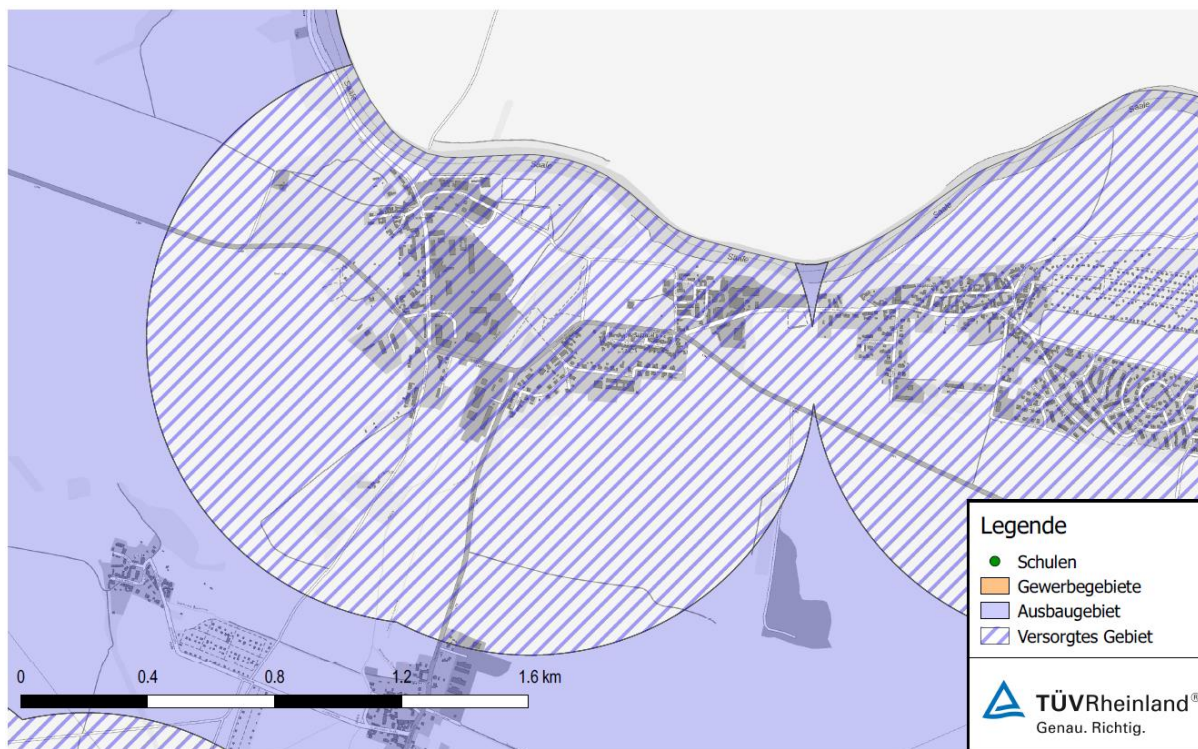 Saale
Saale
Saale
Saale
Saale
Legende
Schulen
Gewerbegebiete
Ausbaugebiet
Versorgtes Gebiet
0 0.4 0.8 1.2 1.6 km
TÜVRheinland®
Genau. Richtig.